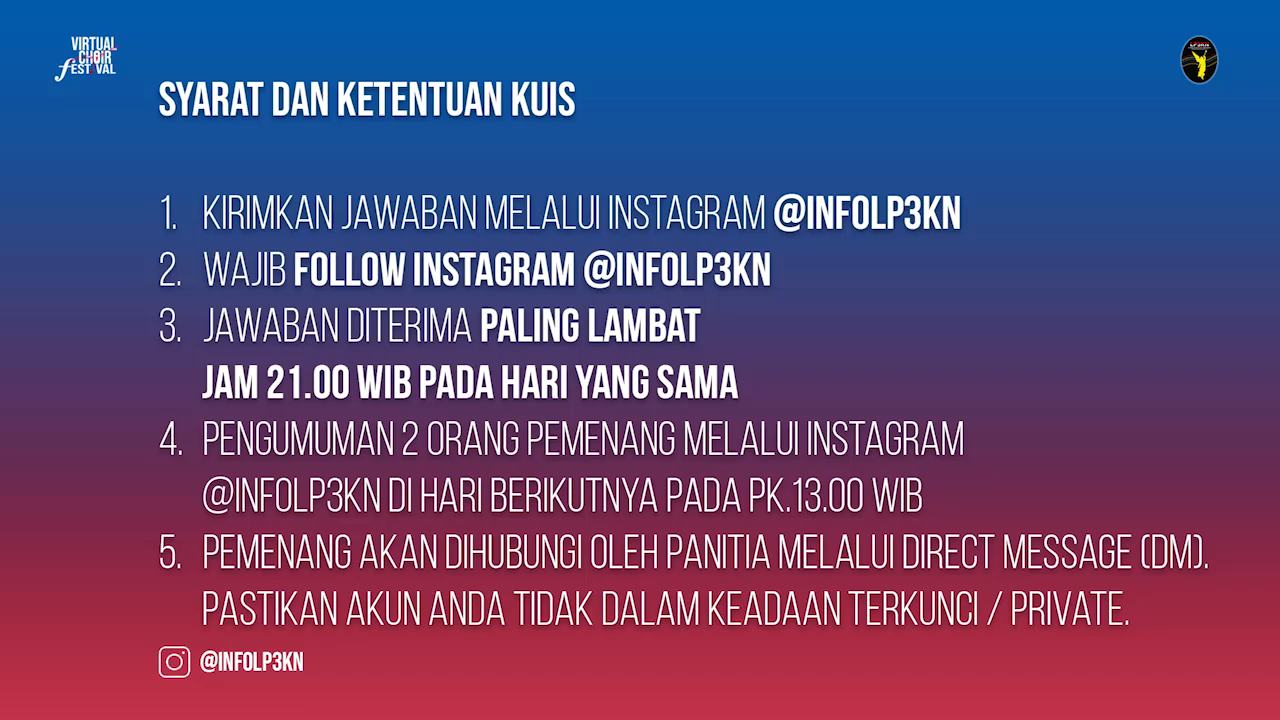 VIRTUAL
CHOIR
FESTIVAL
LP3KN
SYARAT DAN KETENTUAN KUIS
1. KIRIMKAN JAWABAN MELALUI INSTAGRAM @INFOLP3KN
2. WAJIB FOLLOW INSTAGRAM @INFOLP3KN
3. JAWABAN DITERIMA PALING LAMBAT
JAM 21.00 WIB PADA HARI YANG SAMA
4. PENGUMUMAN 2 ORANG PEMENANG MELALUI INSTAGRAM
@INFOLP3KN DI HARI BERIKUTNYA PADA PK.13.00 WIB
5. PEMENANG AKAN DIHUBUNGI OLEH PANITIA MELALUI DIRECT MESSAGE (DM).
PASTIKAN AKUN ANDA TIDAK DALAM KEADAAN TERKUNCI / PRIVATE.
@INFOLP3KN